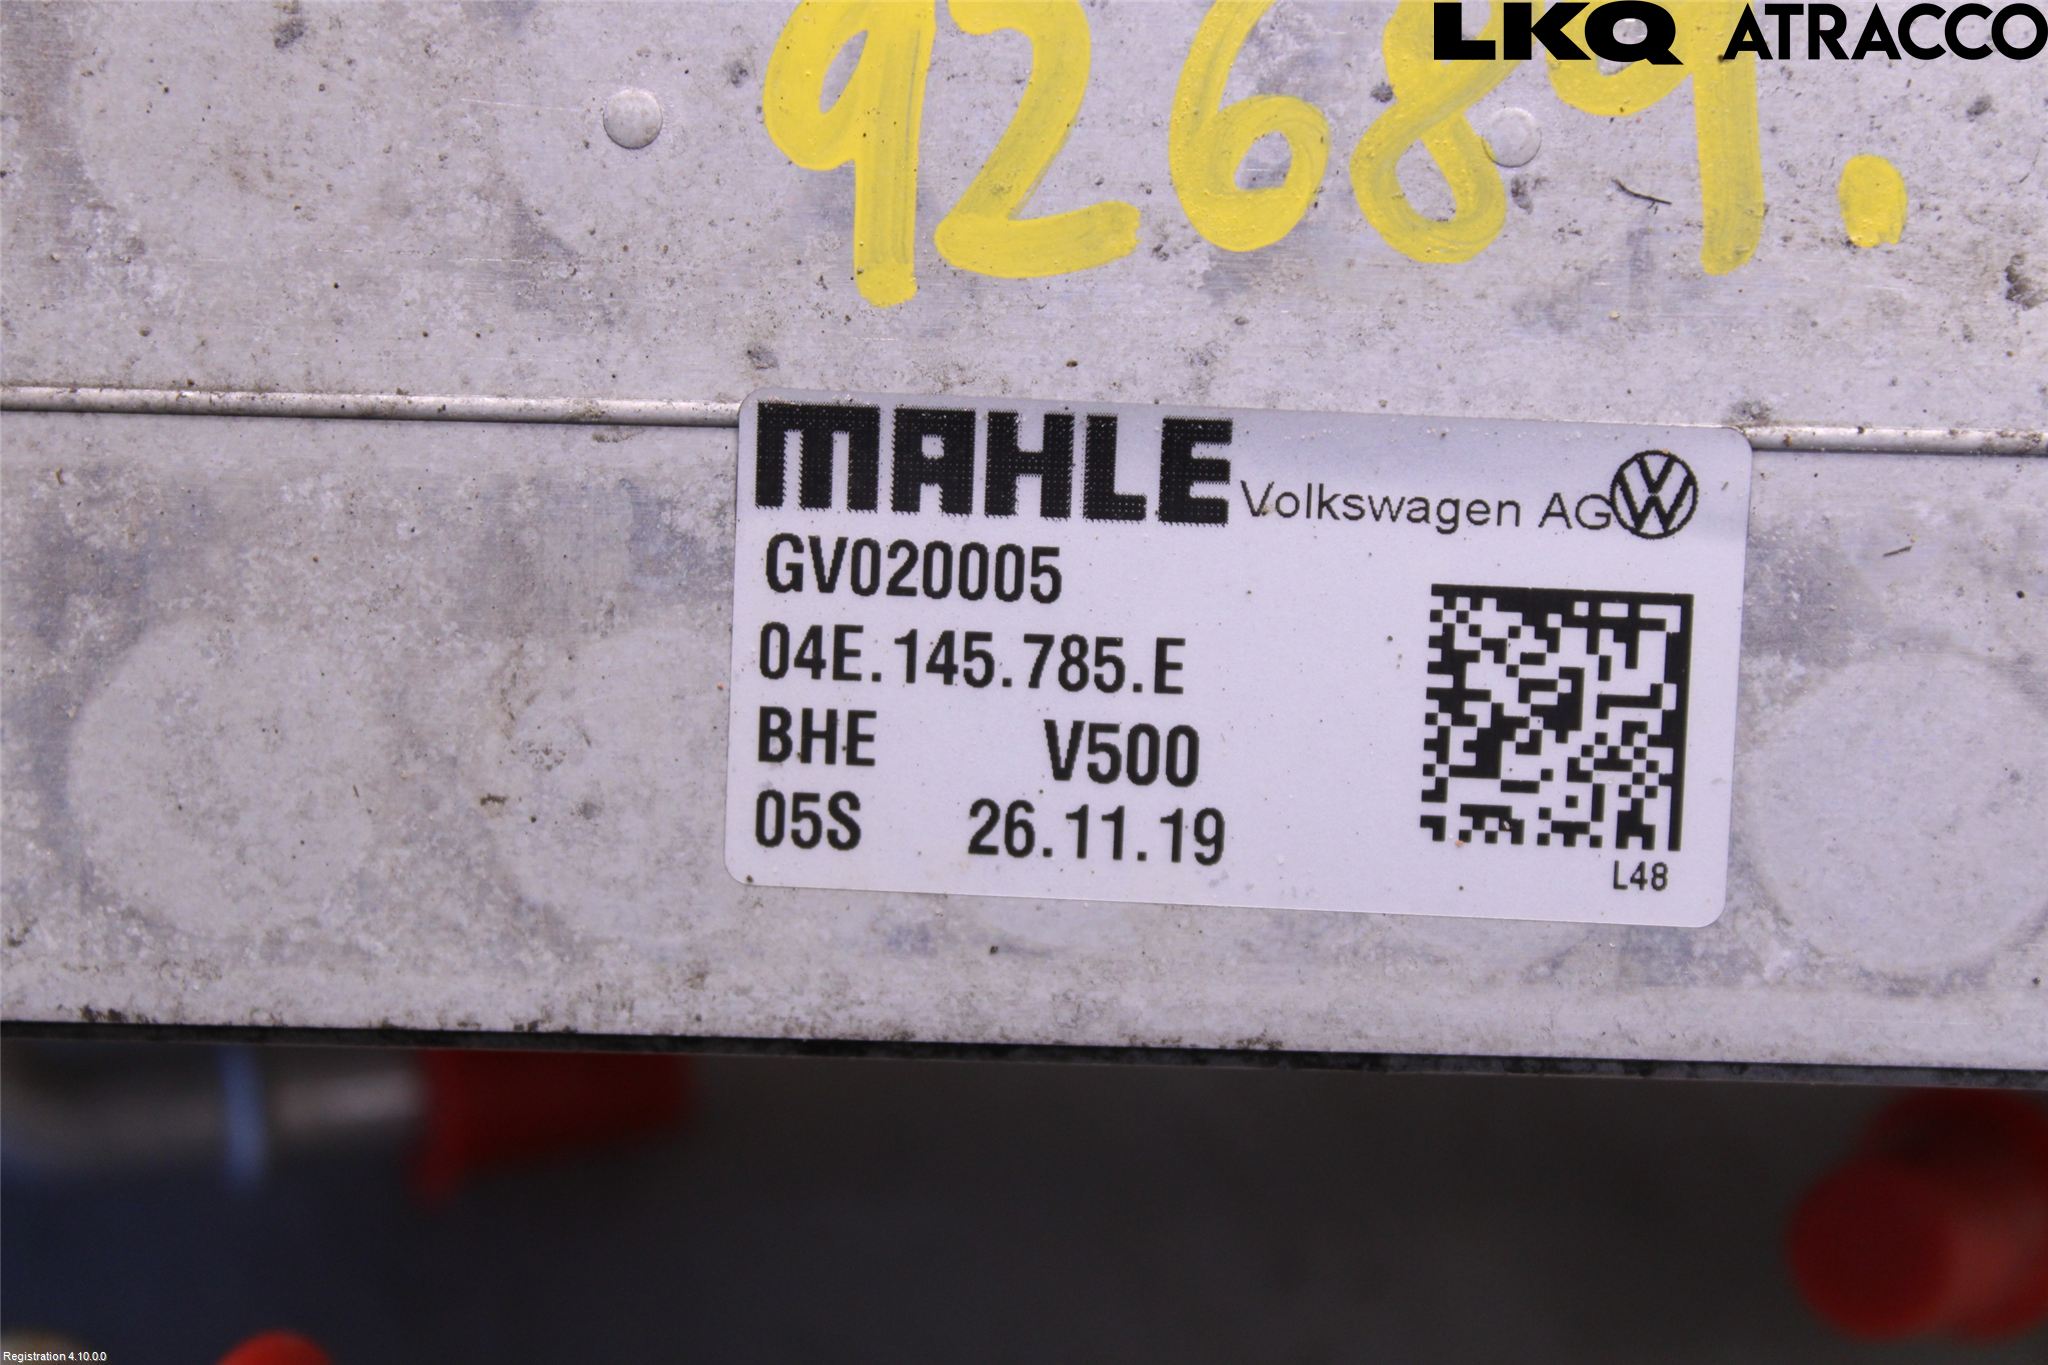 LKQ ATRACCO
92689.
MAHLE Volkswagen AG
GV020005
04E.145.785.E
BHE V500
05S 26.11.19
L48
Registration 4.10.0.0